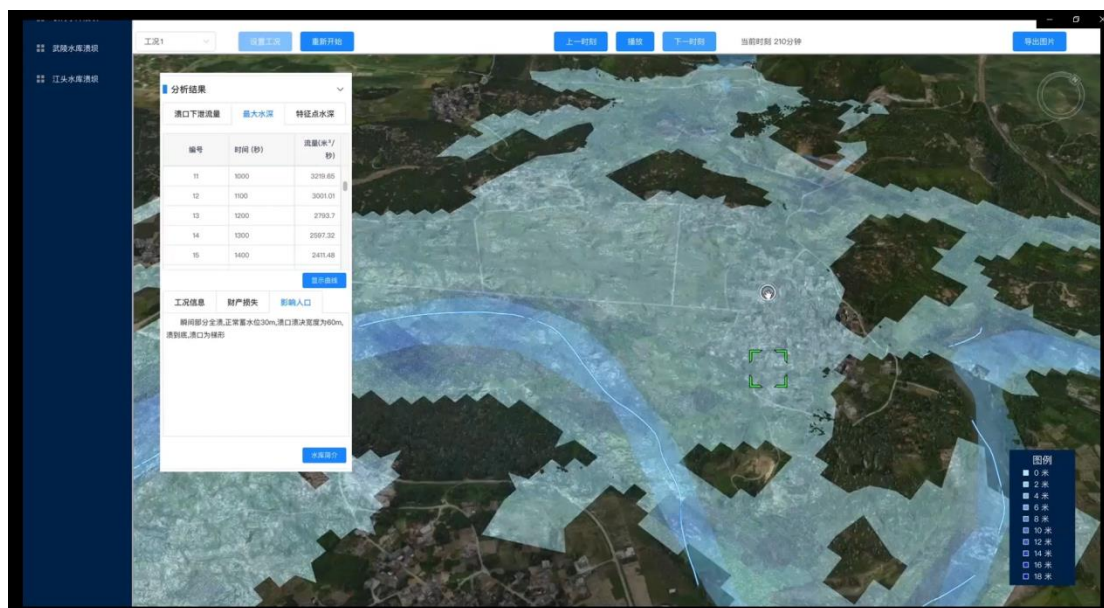 武陵水库溃坝
江头水库溃坝
工况1
设置工况
重新开始
上一时刻
播放
下一时刻
当前时刻 210分钟
导出图片
分析结果
溃口下泄流量 最大水深 特征点水深
编号 时间 (秒) 流量(米³/秒)
11 1000 3219.65
12 1100 3001.01
13 1200 2793.7
14 1300 2597.32
15 1400 2411.48
显示曲线
工况信息 财产损失 影响人口
瞬间部分全溃,正常蓄水位30m,溃口溃决宽度为60m,
溃到底,溃口为梯形
水库简介
图例
0 米
2 米
4 米
6 米
8 米
10 米
12 米
14 米
16 米
18 米